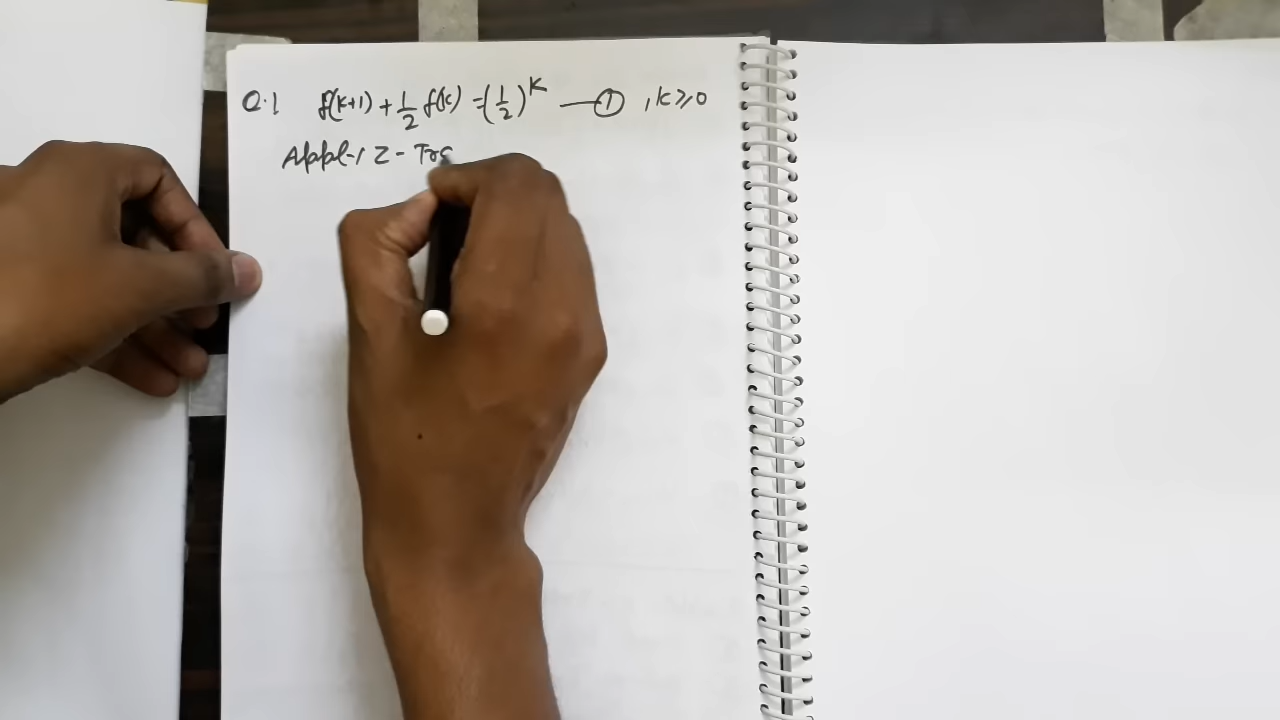 Q.1 f(k+1) + 1/2 f(k) = (1/2)^k —① , k ≥ 0
Apply Z - Tra